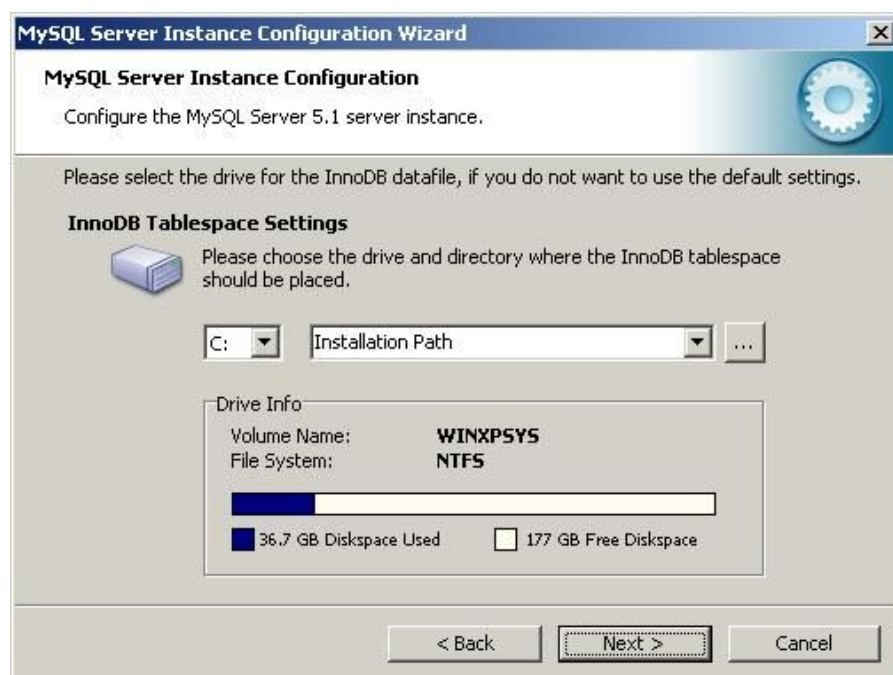 MySQL Server Instance Configuration Wizard
MySQL Server Instance Configuration
Configure the MySQL Server 5.1 server instance.
Please select the drive for the InnoDB datafile, if you do not want to use the default settings.
InnoDB Tablespace Settings
Please choose the drive and directory where the InnoDB tablespace
should be placed.
C: Installation Path ...
Drive Info
Volume Name: WINXPSYS
File System: NTFS
36.7 GB Diskspace Used 177 GB Free Diskspace
< Back Next > Cancel